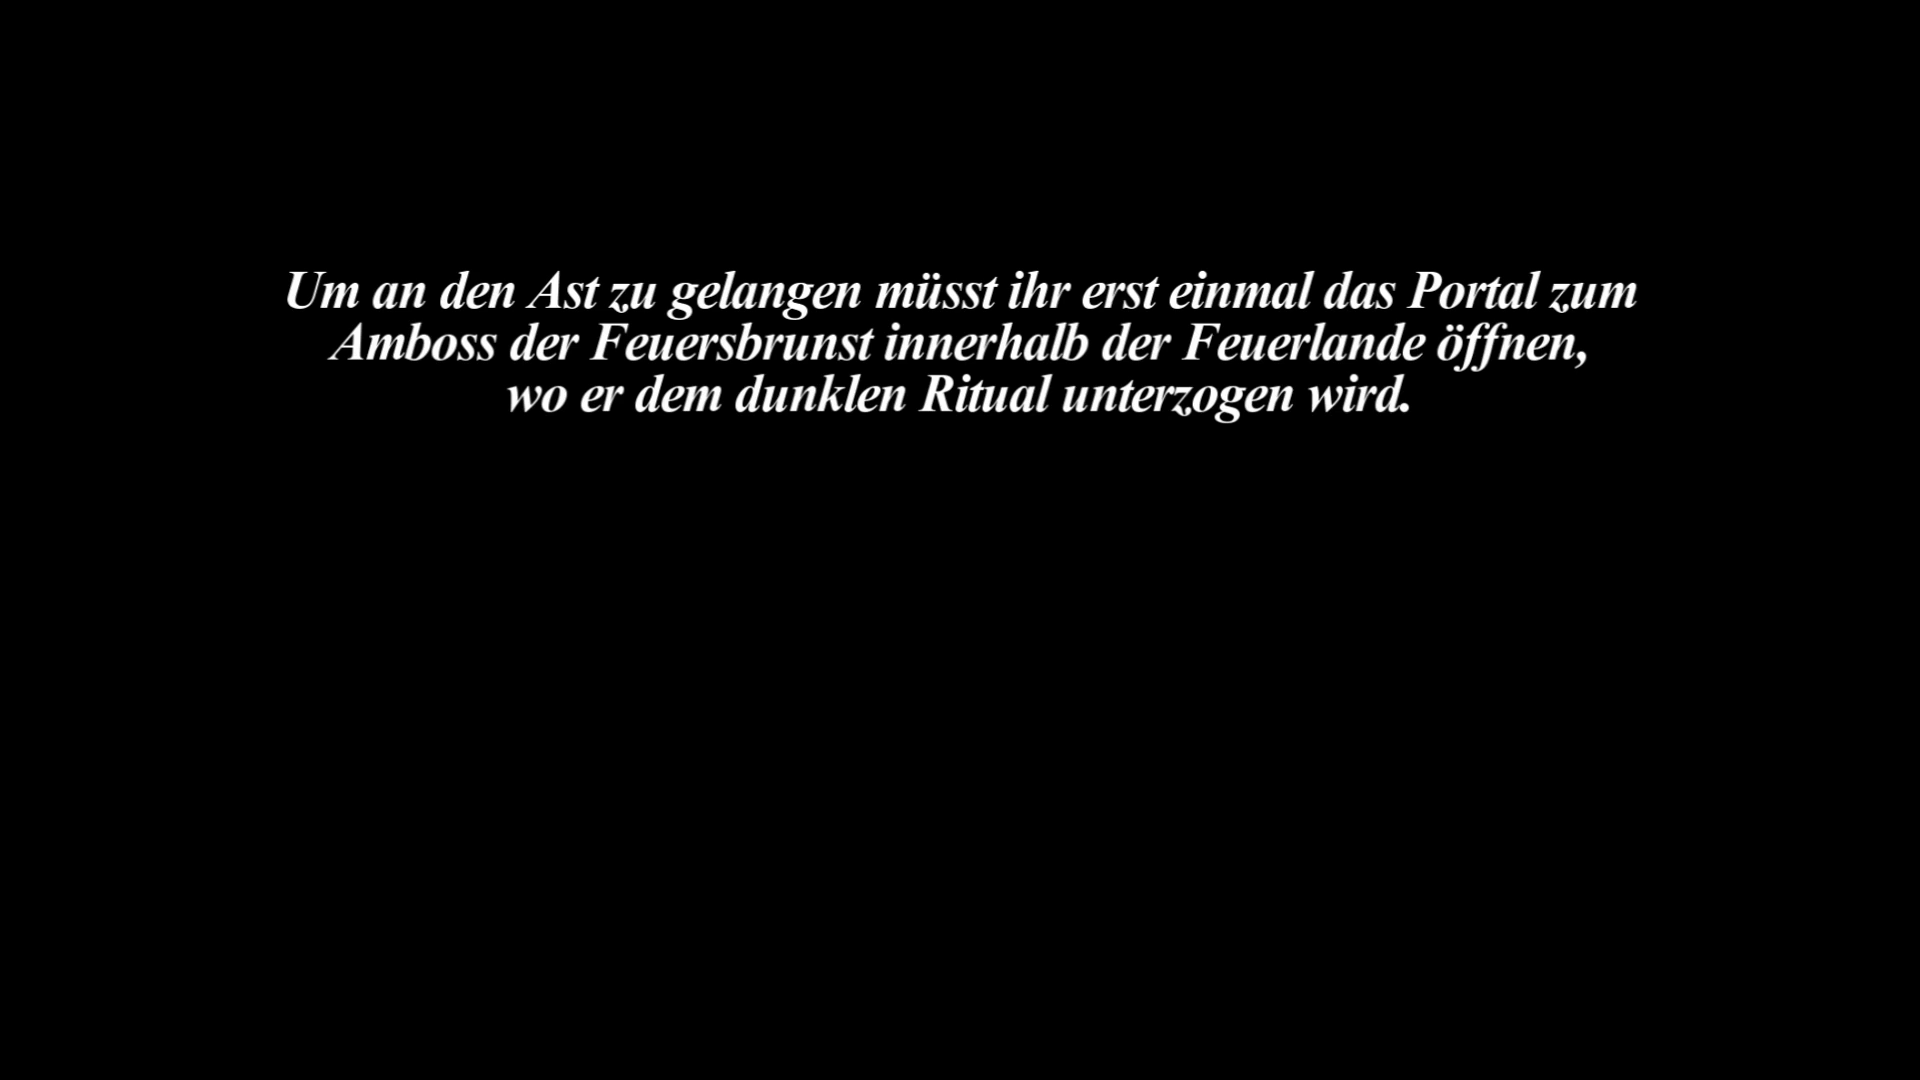 Um an den Ast zu gelangen müsst ihr erst einmal das Portal zum
Amboss der Feuersbrunst innerhalb der Feuerlande öffnen,
wo er dem dunklen Ritual unterzogen wird.